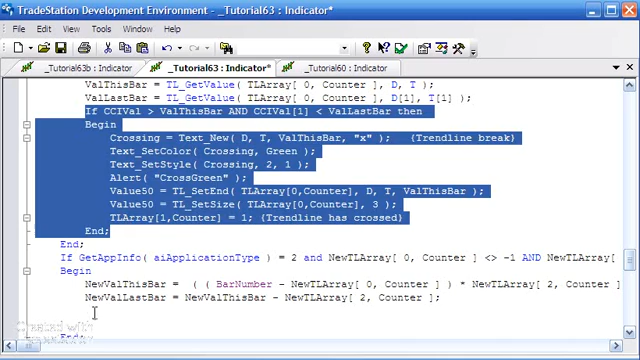 TradeStation Development Environment - _Tutorial63 : Indicator*
File Edit View Tools Window Help
_Tutorial63b : Indicator _Tutorial63 : Indicator* _Tutorial60 : Indicator
ValThisBar = TL_GetValue ( TLArray[ 0, Counter ], D, T );
ValLastBar = TL_GetValue ( TLArray[ 0, Counter ], D[1], T[1] );
If CCIVal > ValThisBar AND CCIVal[1] < ValLastBar then
Begin
Crossing = Text_New( D, T, ValThisBar, "x" ); {Trendline break}
Text_SetColor( Crossing, Green );
Text_SetStyle( Crossing, 2, 1 );
Alert( "CrossGreen" );
Value50 = TL_SetEnd( TLArray[0,Counter], D, T, ValThisBar );
Value50 = TL_SetSize( TLArray[0,Counter], 3 );
TLArray[1,Counter] = 1; {Trendline has crossed}
End;
End;
If GetAppInfo( aiApplicationType ) = 2 and NewTLArray[ 0, Counter ] <> -1 AND NewTLArray[
Begin
NewValThisBar = ( ( BarNumber - NewTLArray[ 0, Counter ] ) * NewTLArray[ 2, Counter ]
NewValLastBar = NewValThisBar - NewTLArray[ 2, Counter ];
End;